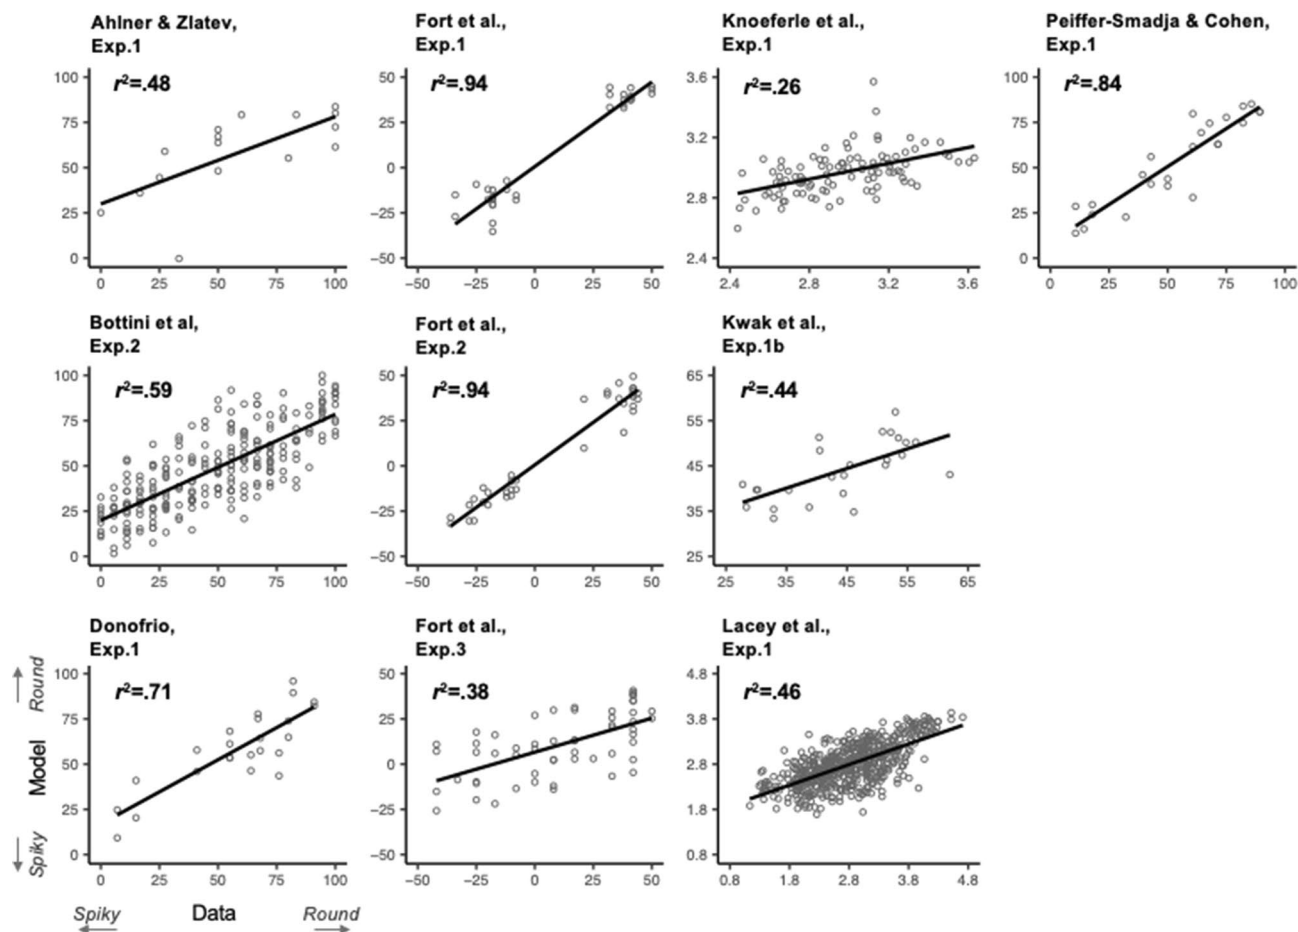 Ahlner & Zlatev,
Exp.1
r²=.48
100
75
50
25
0
0 25 50 75 100
Fort et al.,
Exp.1
r²=.94
50
25
0
−25
−50
−50 −25 0 25 50
Knoeferle et al.,
Exp.1
r²=.26
3.6
3.2
2.8
2.4
2.4 2.8 3.2 3.6
Peiffer-Smadja & Cohen,
Exp.1
r²=.84
100
75
50
25
0
0 25 50 75 100
Bottini et al,
Exp.2
r²=.59
100
75
50
25
0
0 25 50 75 100
Fort et al.,
Exp.2
r²=.94
50
25
0
−25
−50
−50 −25 0 25 50
Kwak et al.,
Exp.1b
r²=.44
65
55
45
35
25
25 35 45 55 65
Donofrio,
Exp.1
r²=.71
100
75
50
25
0
0 25 50 75 100
Fort et al.,
Exp.3
r²=.38
50
25
0
−25
−50
−50 −25 0 25 50
Lacey et al.,
Exp.1
r²=.46
4.8
3.8
2.8
1.8
0.8
0.8 1.8 2.8 3.8 4.8
Spiky Model Round
Spiky Data Round